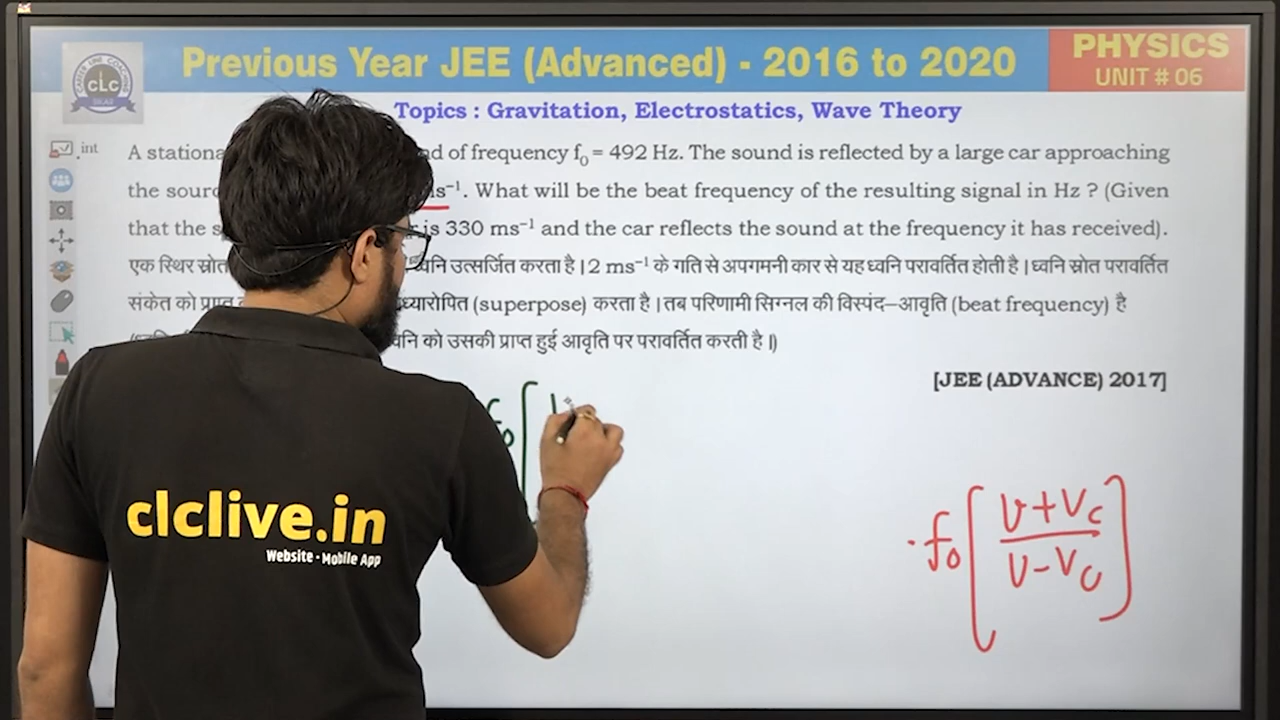 Previous Year JEE (Advanced) - 2016 to 2020
PHYSICS
UNIT # 06
CLC
Topics : Gravitation, Electrostatics, Wave Theory
.int
A of frequency f₀ = 492 Hz. The sound is reflected by a large car approaching
the s⁻¹. What will be the beat frequency of the resulting signal in Hz ? (Given
that the is 330 ms⁻¹ and the car reflects the sound at the frequency it has received).
एक स्थिर उत्सर्जित करता है। 2 ms⁻¹ के गति से अपगमनी कार से यह ध्वनि परावर्तित होती है। ध्वनि स्रोत परावर्तित
संकेत को (superpose) करता है। तब परिणामी सिग्नल की विस्पंद–आवृति (beat frequency) है
को उसकी प्राप्त हुई आवृति पर परावर्तित करती है।)
[JEE (ADVANCE) 2017]
f₀[
f₀[(v+Vc)/(v-Vc)]
clclive.in
Website · Mobile App